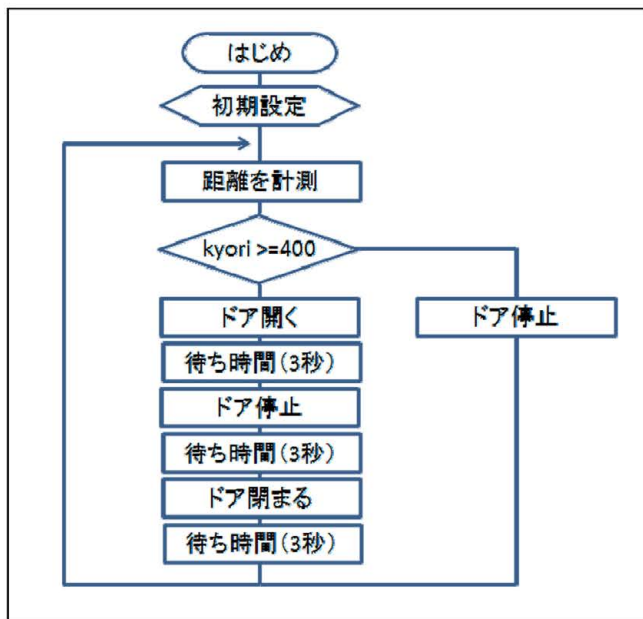 はじめ
初期設定
距離を計測
kyori >=400
ドア開く
ドア停止
待ち時間(3秒)
ドア停止
待ち時間(3秒)
ドア閉まる
待ち時間(3秒)